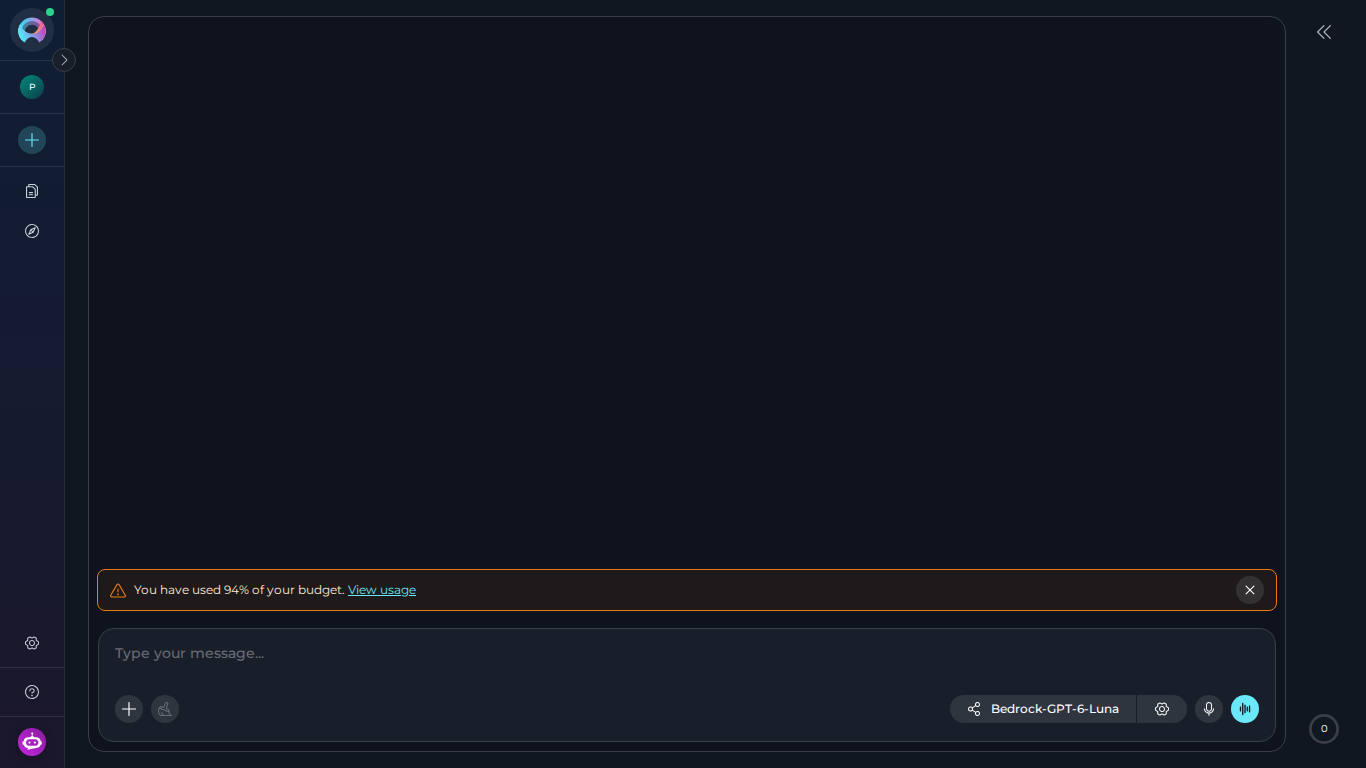 P
You have used 94% of your budget. View usage
Type your message...
Bedrock-GPT-6-Luna
0